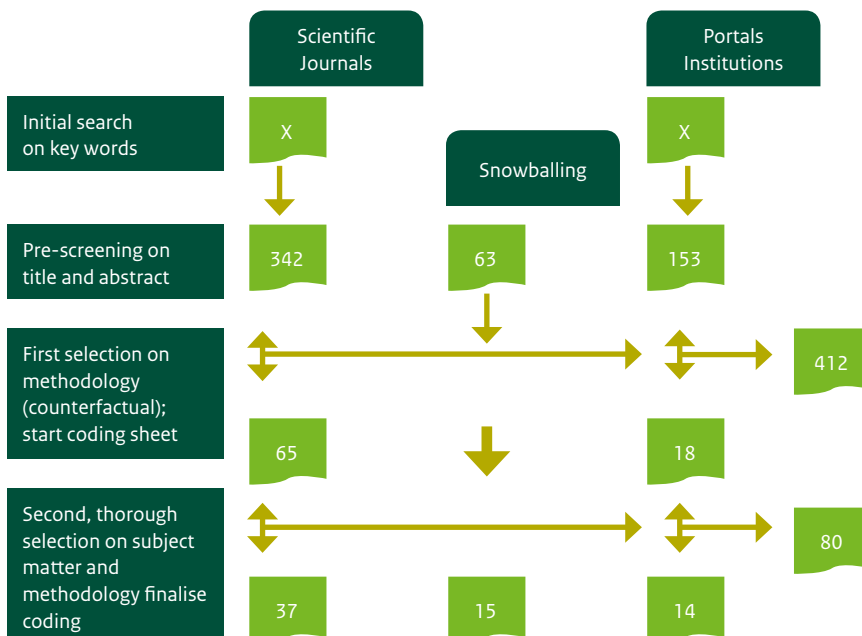 Scientific
Journals
Portals
Institutions
Initial search
on key words
X
X
Snowballing
Pre-screening on
title and abstract
342
63
153
First selection on
methodology
(counterfactual);
start coding sheet
412
65
18
Second, thorough
selection on subject
matter and
methodology finalise
coding
80
37
15
14